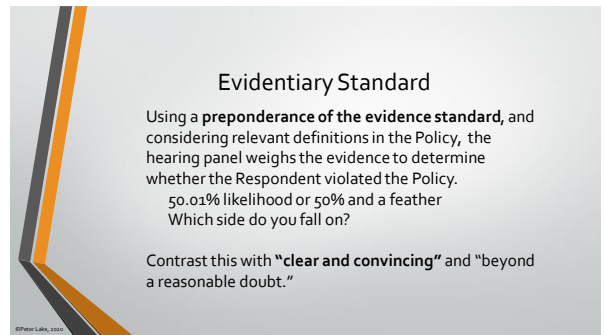 Evidentiary Standard
Using a preponderance of the evidence standard, and
considering relevant definitions in the Policy, the
hearing panel weighs the evidence to determine
whether the Respondent violated the Policy.
50.01% likelihood or 50% and a feather
Which side do you fall on?
Contrast this with “clear and convincing” and “beyond
a reasonable doubt.”
©Peter Lake, 2020